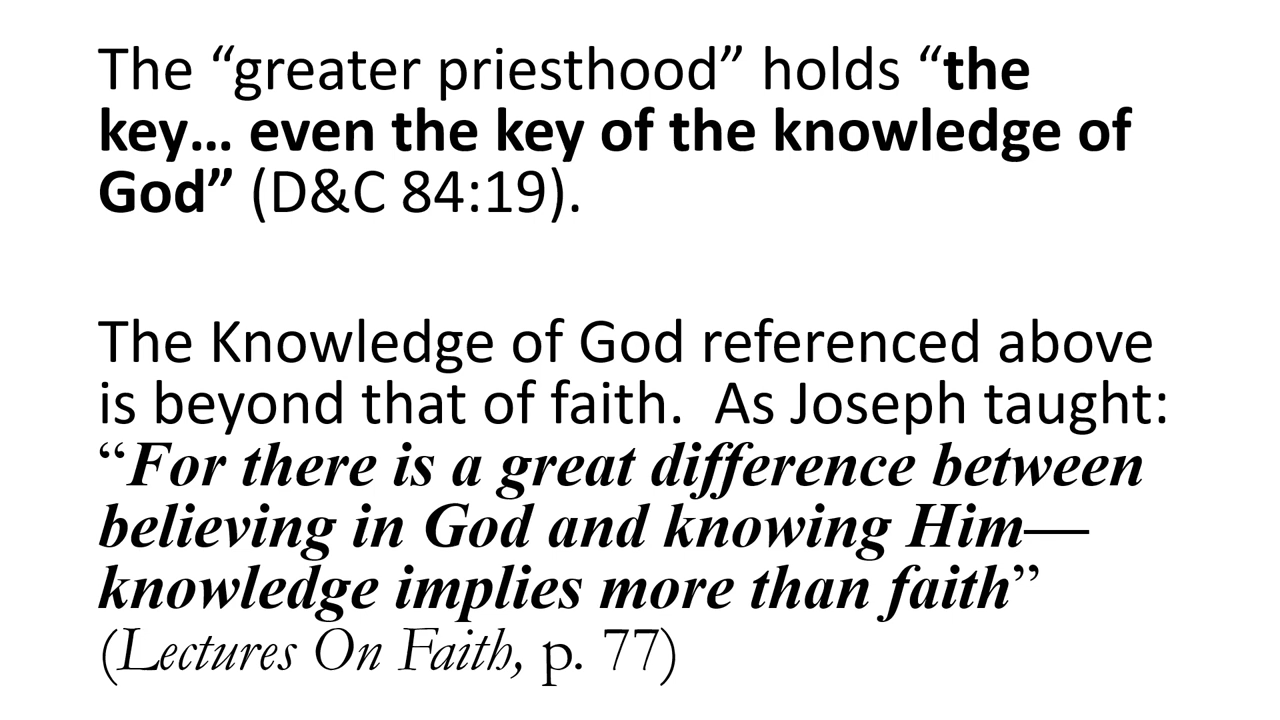 The “greater priesthood” holds “the
key… even the key of the knowledge of
God” (D&C 84:19).
The Knowledge of God referenced above
is beyond that of faith.  As Joseph taught:
“For there is a great difference between
believing in God and knowing Him—
knowledge implies more than faith”
(Lectures On Faith, p. 77)